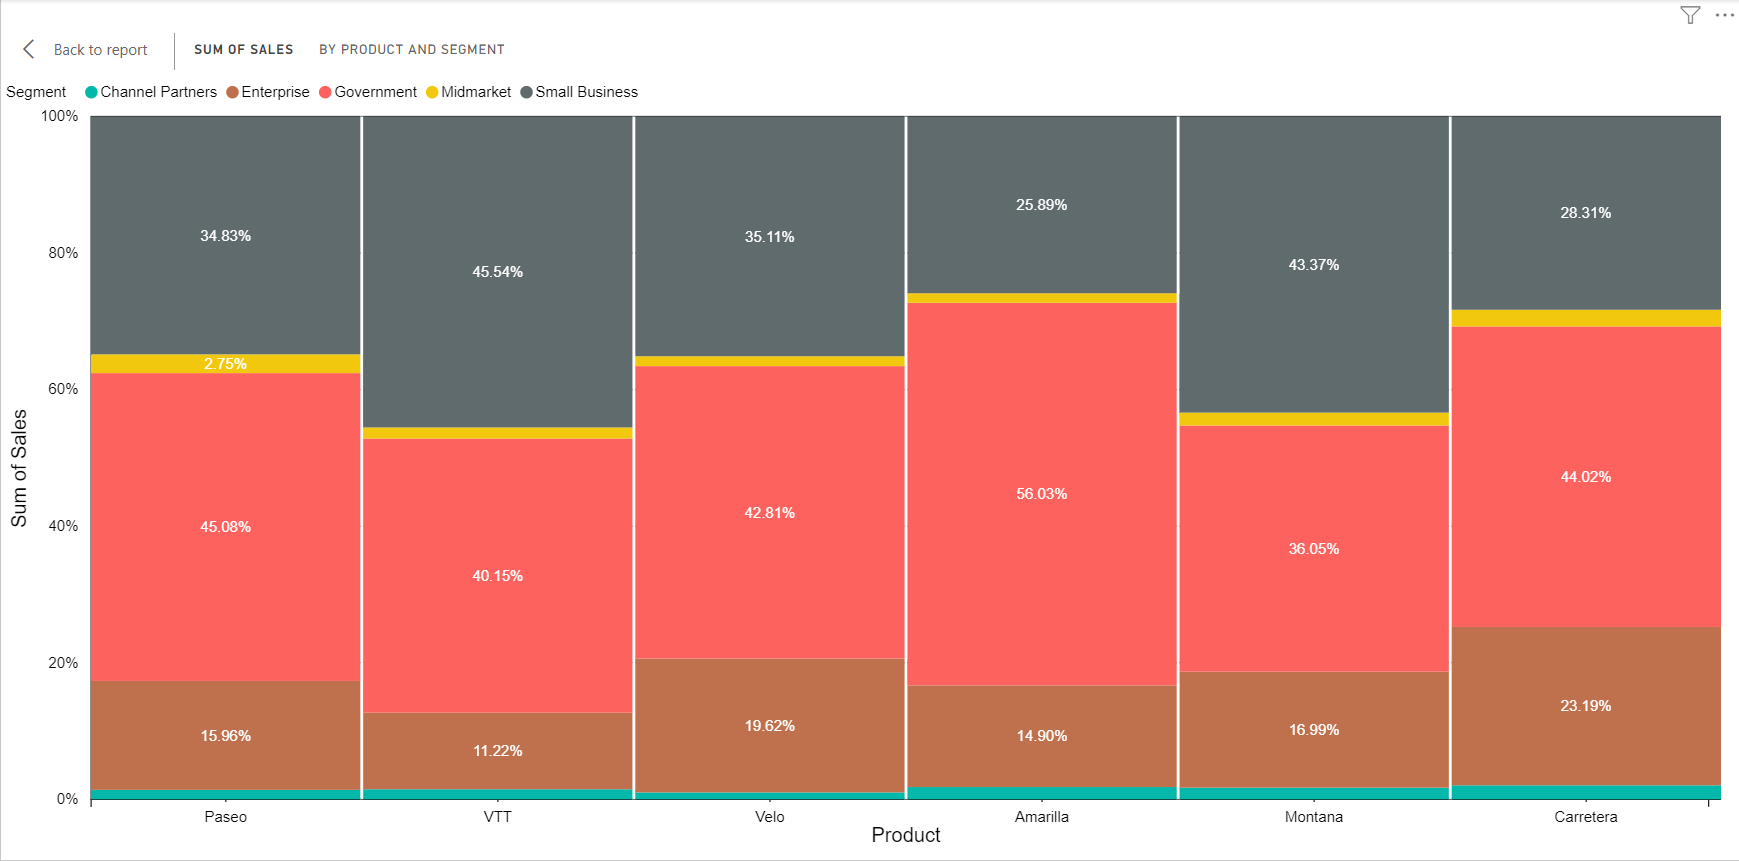 Back to report SUM OF SALES BY PRODUCT AND SEGMENT
Segment Channel Partners Enterprise Government Midmarket Small Business
100%
80%
60%
40%
20%
0%
Sum of Sales
34.83% 45.54% 35.11% 25.89% 43.37% 28.31%
2.75%
45.08% 40.15% 42.81% 56.03% 36.05% 44.02%
15.96% 11.22% 19.62% 14.90% 16.99% 23.19%
Paseo VTT Velo Amarilla Montana Carretera
Product